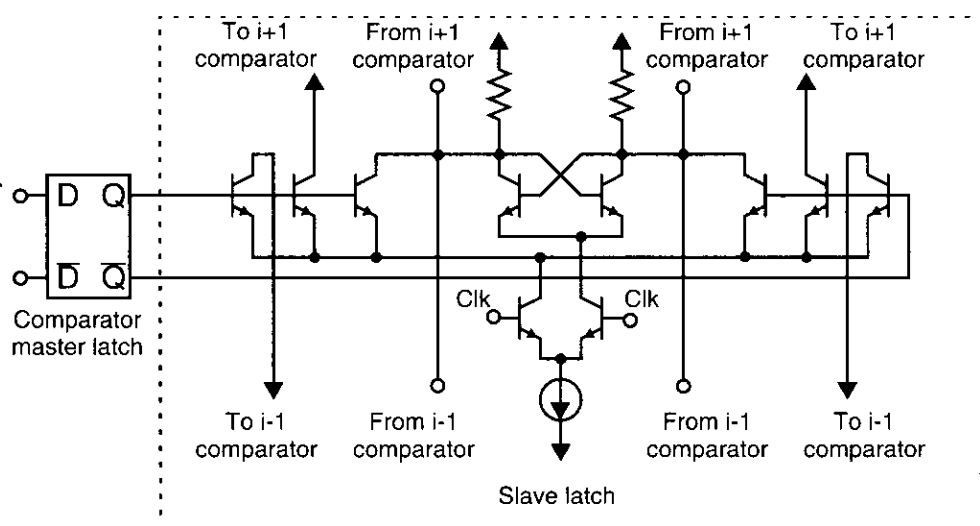 To i+1
comparator
From i+1
comparator
From i+1
comparator
To i+1
comparator
D Q
D̅ Q̅
Clk
Clk
Comparator
master latch
To i-1
comparator
From i-1
comparator
From i-1
comparator
To i-1
comparator
Slave latch